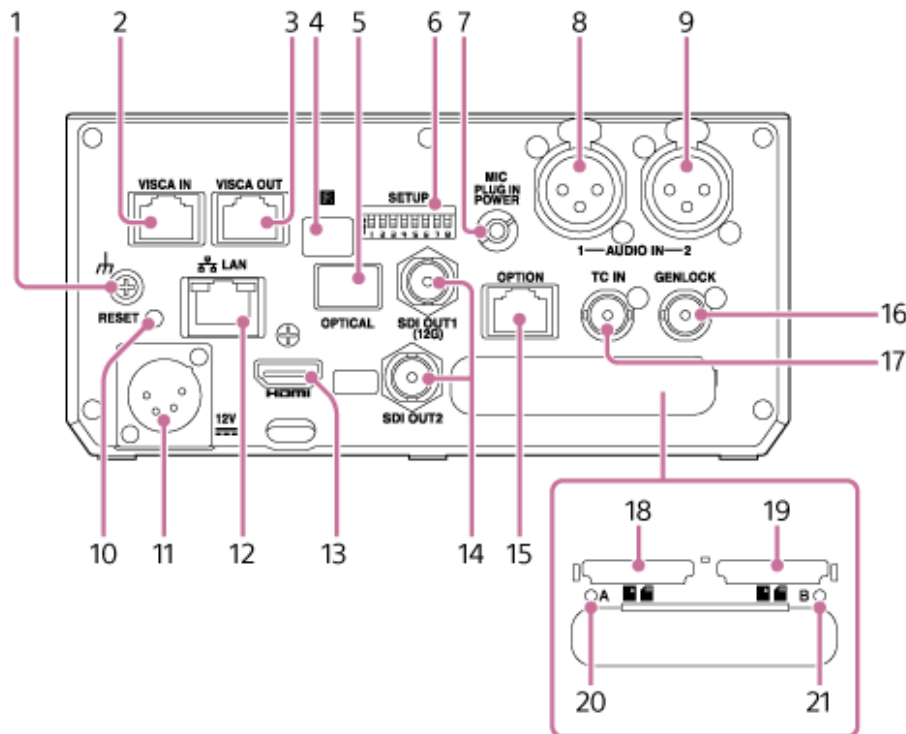 1 2 3 4 5 6 7 8 9
VISCA IN VISCA OUT
R
SETUP
1 2 3 4 5 6 7 8
MIC
PLUG IN
POWER
1—AUDIO IN—2
LAN
RESET
OPTICAL
SDI OUT1
(12G)
OPTION
TC IN
GENLOCK
16
17
HDMI
SDI OUT2
12V
10 11 12 13 14 15
18 19
A
B
20 21